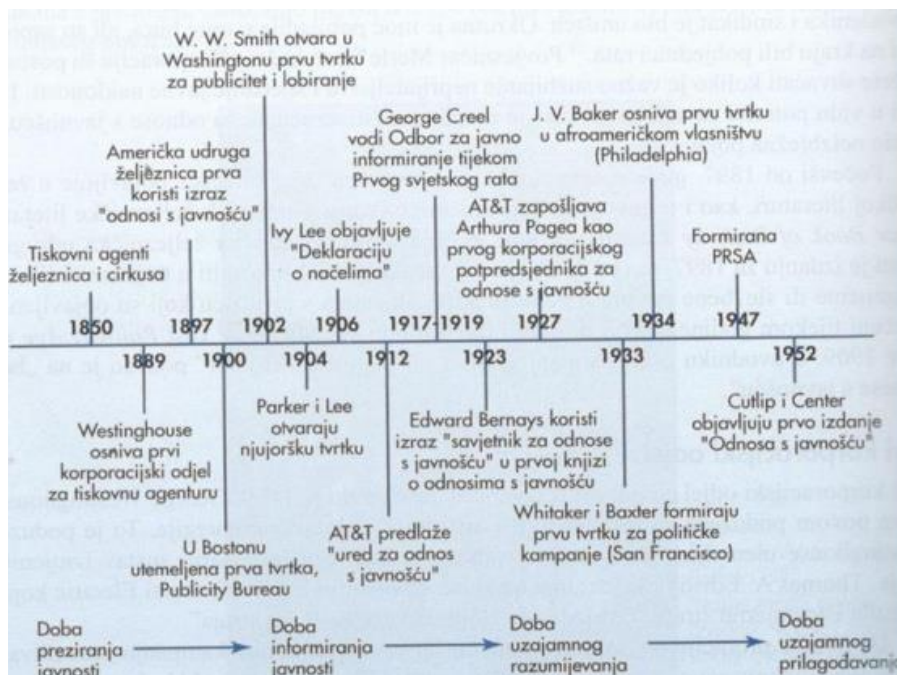 W. W. Smith otvara u
Washingtonu prvu tvrtku
za publicitet i lobiranje
George Creel
vodi Odbor za javno
informiranje tijekom
Prvog svjetskog rata
J. V. Baker osniva prvu tvrtku
u afroameričkom vlasništvu
(Philadelphia)
Američka udruga
željeznica prva
koristi izraz
"odnosi s javnošću"
Tiskovni agenti
željeznica i cirkusa
Ivy Lee objavljuje
"Deklaraciju
o načelima"
AT&T zapošljava
Arthura Pagea kao
prvog korporacijskog
potpredsjednika za
odnose s javnošću
Formirana
PRSA
1850 1897 1902 1906 1917-1919 1927 1934 1947
1889 1900 1904 1912 1923 1933 1952
Westinghouse
osniva prvi
korporacijski odjel
za tiskovnu agenturu
Parker i Lee
otvaraju
njujoršku tvrtku
Edward Bernays koristi
izraz "savjetnik za odnose
s javnošću" u prvoj knjizi
o odnosima s javnošću
Cutlip i Center
objavljuju prvo izdanje
"Odnosa s javnošću"
U Bostonu
utemeljena prva tvrtka,
Publicity Bureau
AT&T predlaže
"ured za odnos
s javnošću"
Whitaker i Baxter formiraju
prvu tvrtku za političke
kampanje (San Francisco)
Doba
preziranja
javnosti
Doba
informiranja
javnosti
Doba
uzajamnog
razumijevanja
Doba
uzajamnog
prilagođavanja